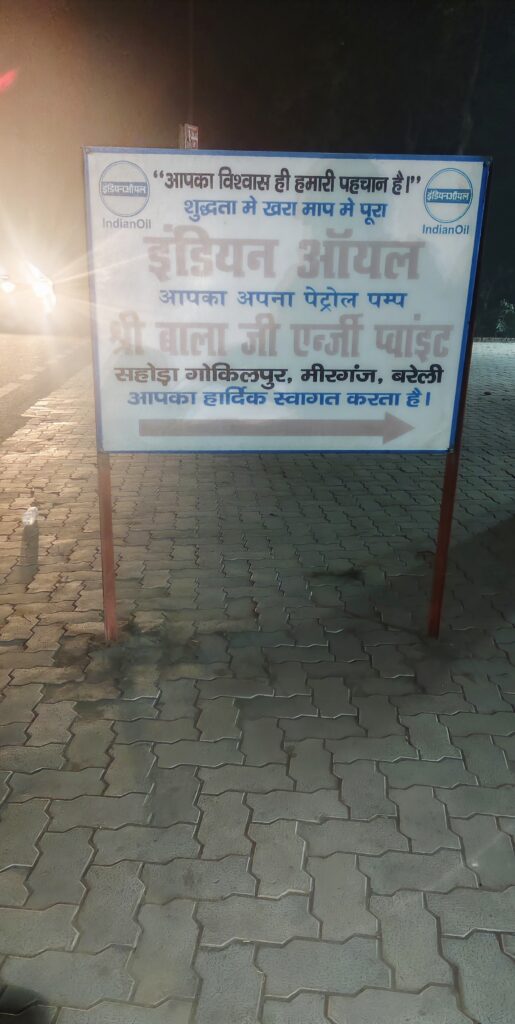 "आपका विश्वास ही हमारी पहचान है।"
इंडियनऑयल
IndianOil
इंडियनऑयल
IndianOil
शुद्धता मे खरा माप मे पूरा
इंडियन ऑयल
आपका अपना पेट्रोल पम्प
श्री बाला जी एनर्जी प्वांइट
सहोड़ा गोकिलपुर, मीरगंज, बरेली
आपका हार्दिक स्वागत करता है।